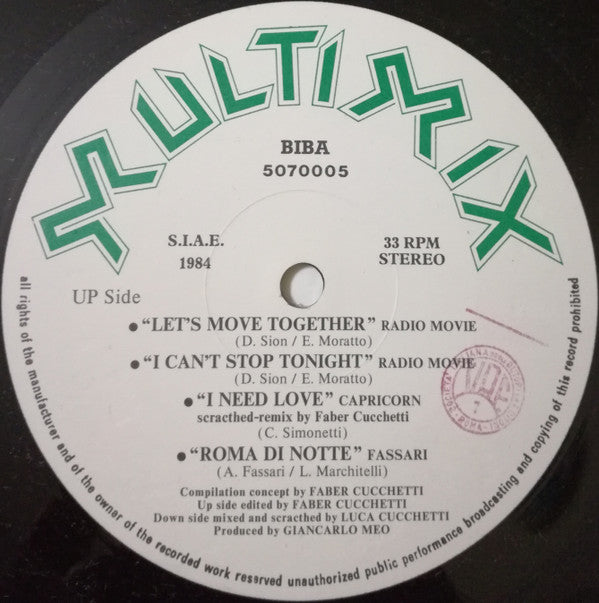 MULTIMIX
BIBA
5070005
S.I.A.E.
1984
33 RPM
STEREO
UP Side
● "LET'S MOVE TOGETHER" RADIO MOVIE
(D. Sion / E. Moratto)
● "I CAN'T STOP TONIGHT" RADIO MOVIE
(D. Sion / E. Moratto)
● "I NEED LOVE" CAPRICORN
scracthed-remix by Faber Cucchetti
(C. Simonetti)
● "ROMA DI NOTTE" FASSARI
(A. Fassari / L. Marchitelli)
Compilation concept by FABER CUCCHETTI
Up side edited by FABER CUCCHETTI
Down side mixed and scracthed by LUCA CUCCHETTI
Produced by GIANCARLO MEO
all rights of the manufacturer and of the owner of the recorded work reserved unauthorized public performance broadcasting and copying of this record prohibited